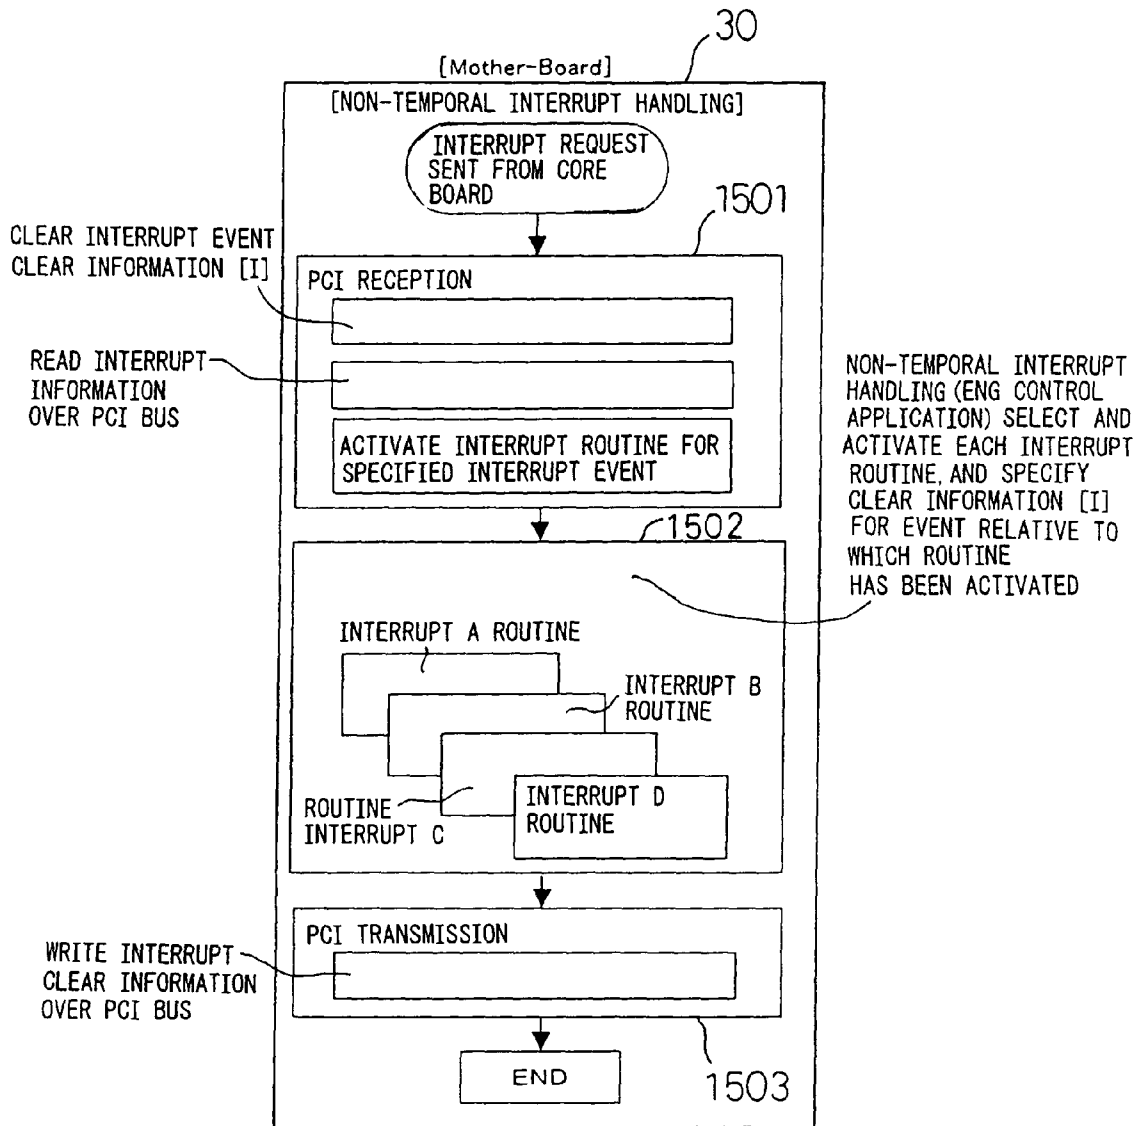 30
[Mother-Board]
[NON-TEMPORAL INTERRUPT HANDLING]
INTERRUPT REQUEST
SENT FROM CORE
BOARD
1501
CLEAR INTERRUPT EVENT
CLEAR INFORMATION [I]
PCI RECEPTION
READ INTERRUPT
INFORMATION
OVER PCI BUS
ACTIVATE INTERRUPT ROUTINE FOR
SPECIFIED INTERRUPT EVENT
NON-TEMPORAL INTERRUPT
HANDLING (ENG CONTROL
APPLICATION) SELECT AND
ACTIVATE EACH INTERRUPT
ROUTINE, AND SPECIFY
CLEAR INFORMATION [I]
FOR EVENT RELATIVE TO
WHICH ROUTINE
HAS BEEN ACTIVATED
1502
INTERRUPT A ROUTINE
INTERRUPT B
ROUTINE
ROUTINE
INTERRUPT C
INTERRUPT D
ROUTINE
PCI TRANSMISSION
WRITE INTERRUPT
CLEAR INFORMATION
OVER PCI BUS
END
1503